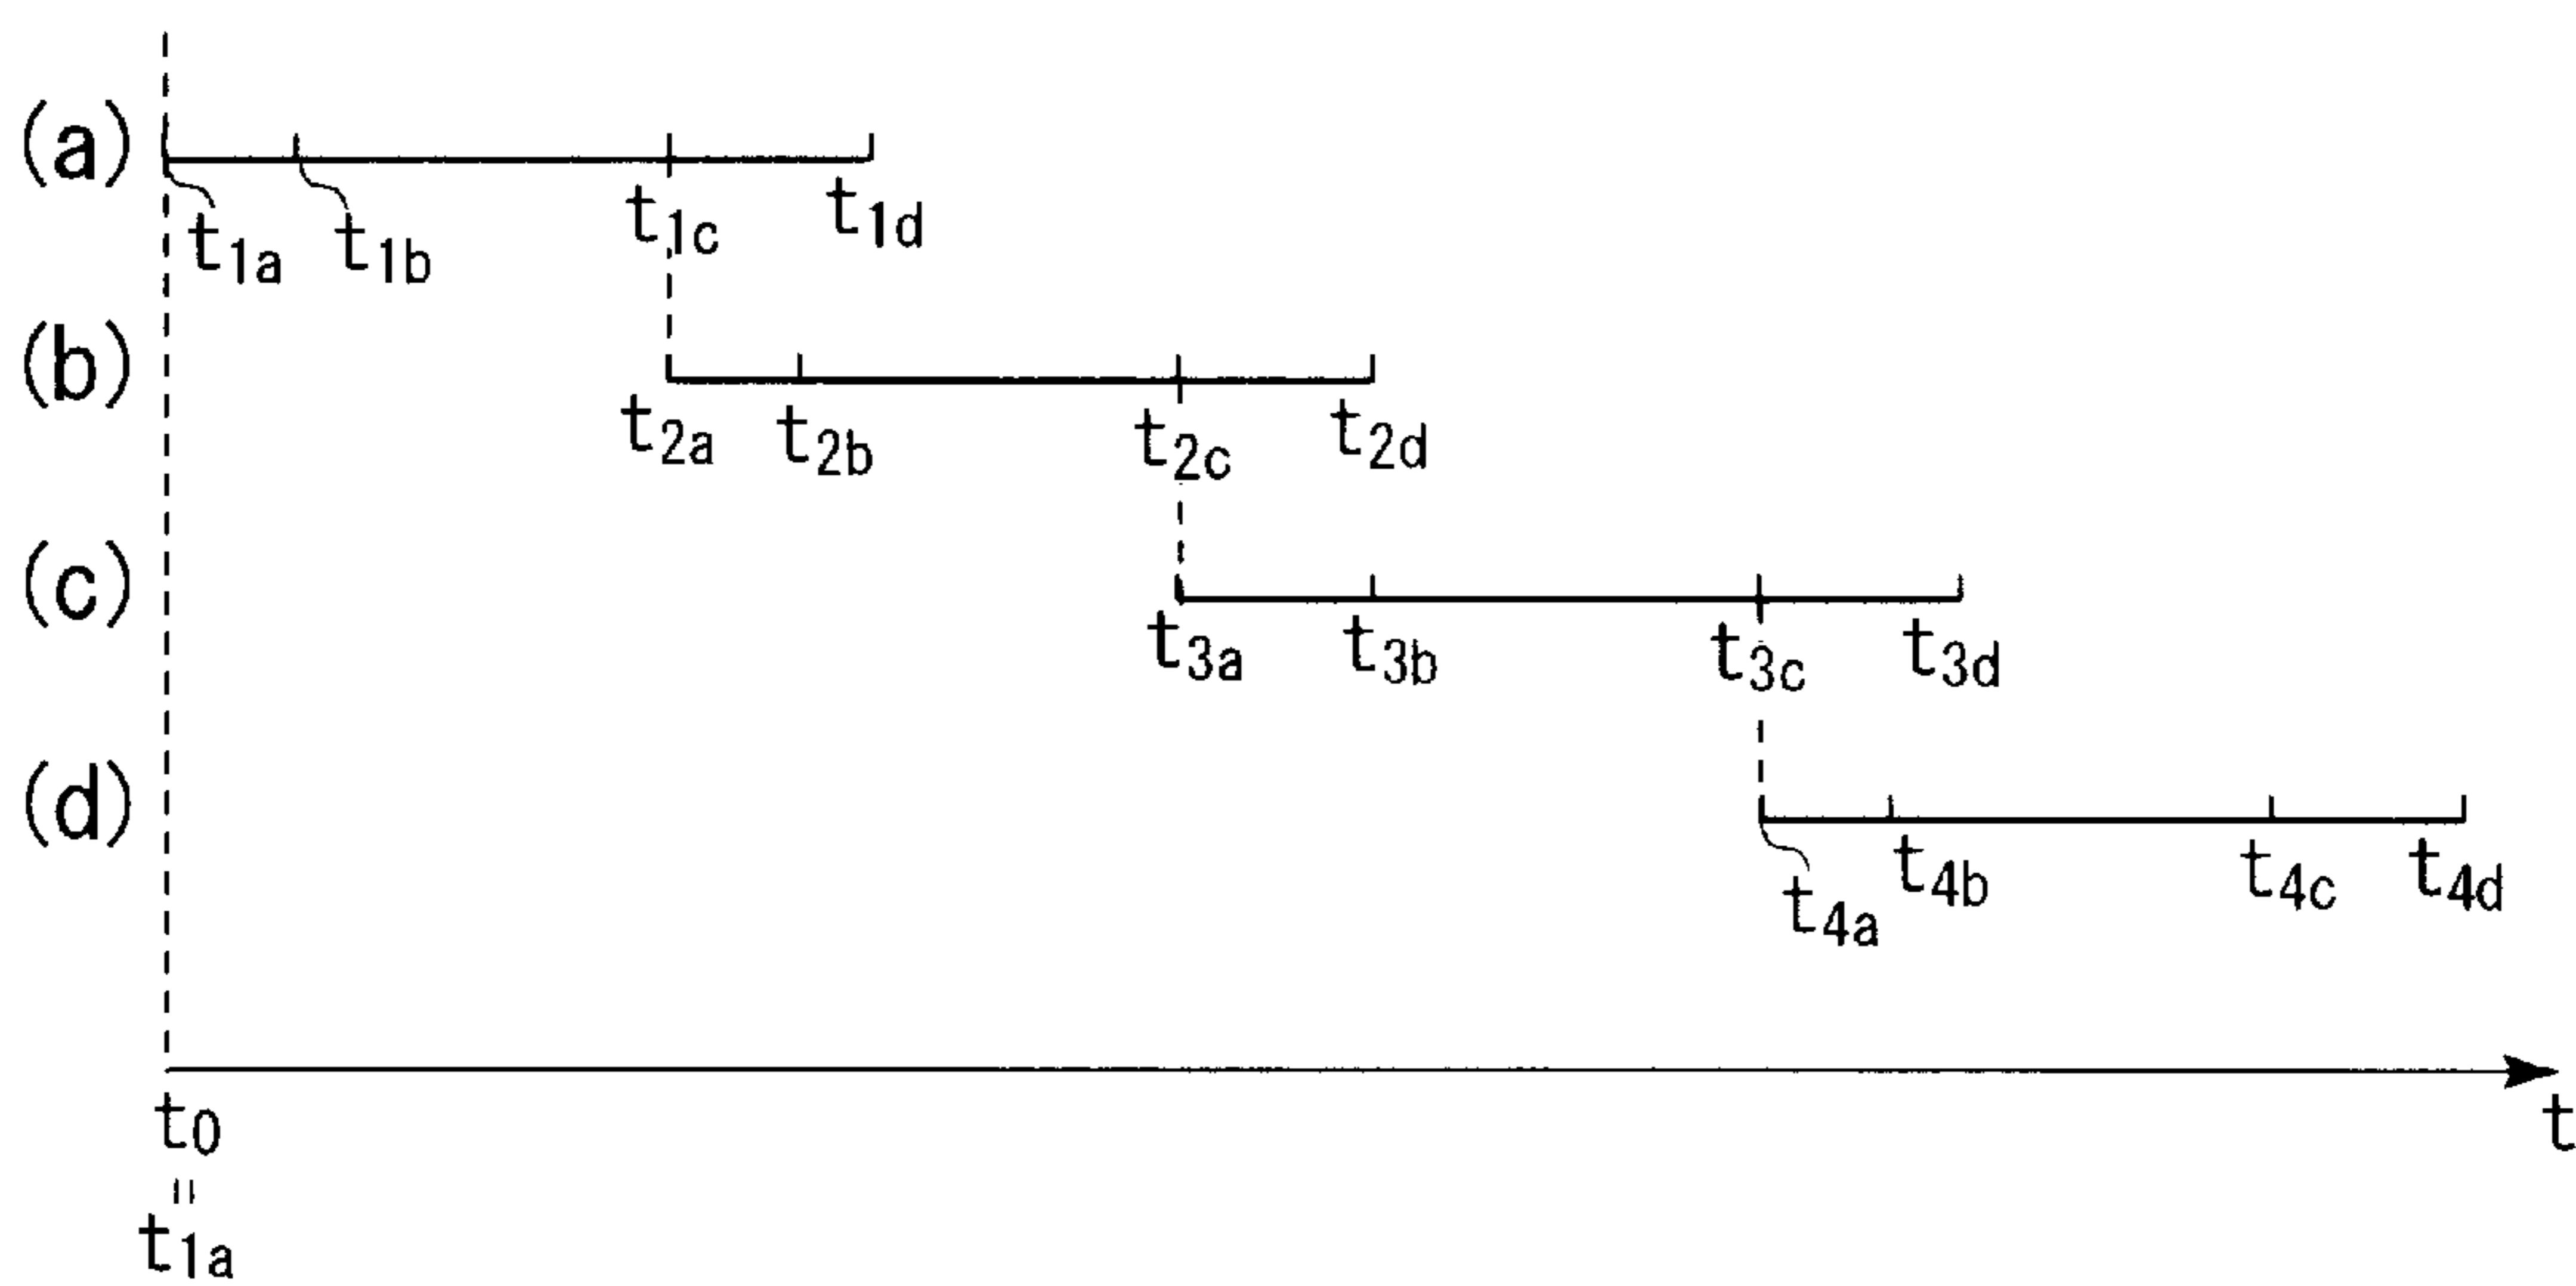 (a)
t1a t1b t1c t1d
(b)
t2a t2b t2c t2d
(c)
t3a t3b t3c t3d
(d)
t4a t4b t4c t4d
t0 t
=
t1a